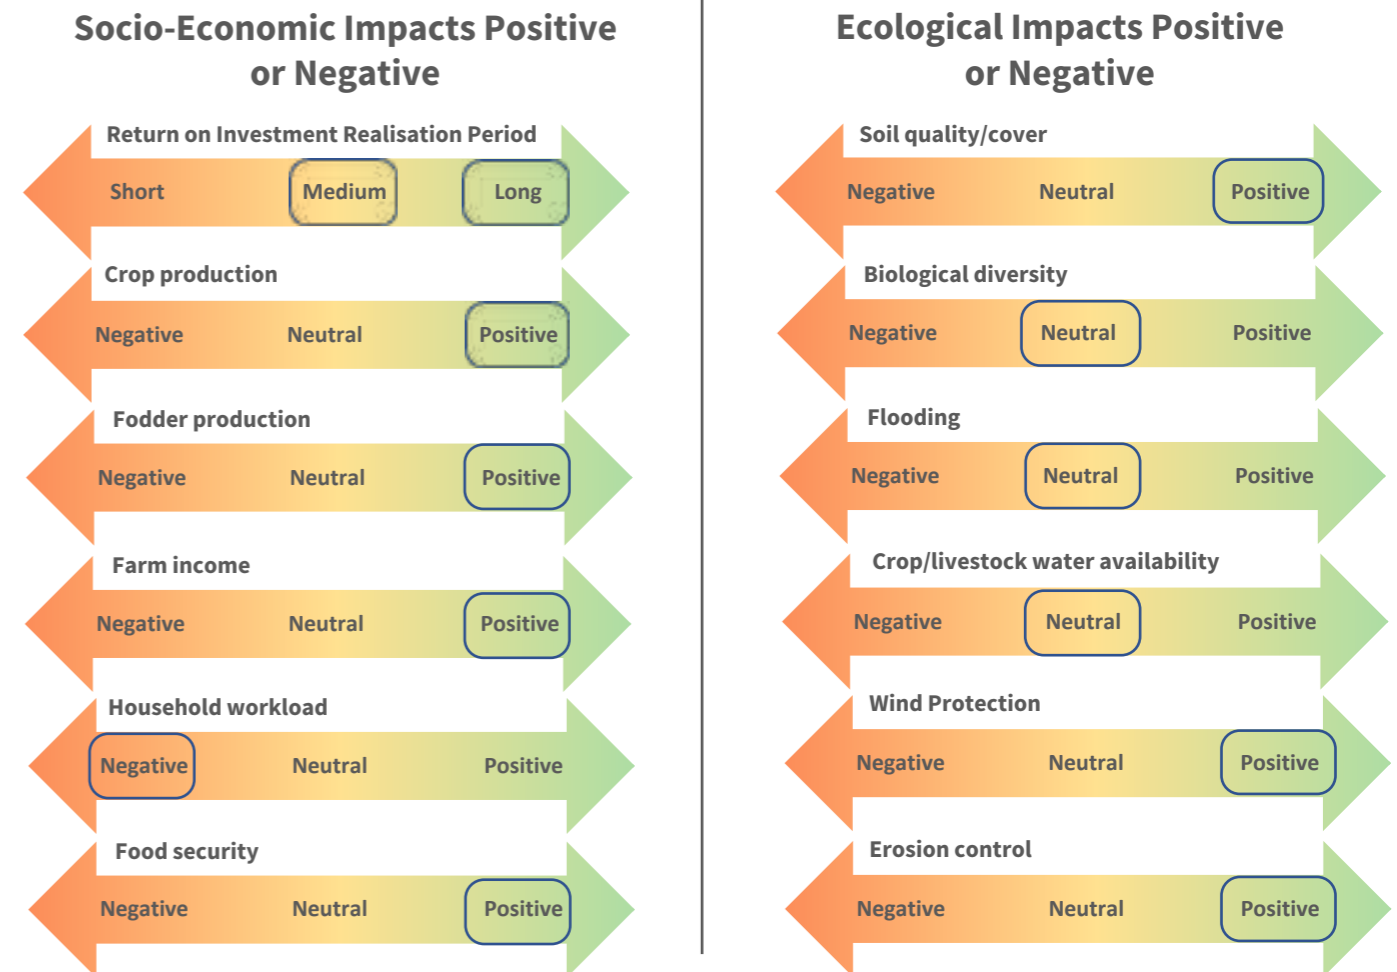 Socio-Economic Impacts Positive
or Negative
Return on Investment Realisation Period
Short Medium Long
Crop production
Negative Neutral Positive
Fodder production
Negative Neutral Positive
Farm income
Negative Neutral Positive
Household workload
Negative Neutral Positive
Food security
Negative Neutral Positive
Ecological Impacts Positive
or Negative
Soil quality/cover
Negative Neutral Positive
Biological diversity
Negative Neutral Positive
Flooding
Negative Neutral Positive
Crop/livestock water availability
Negative Neutral Positive
Wind Protection
Negative Neutral Positive
Erosion control
Negative Neutral Positive